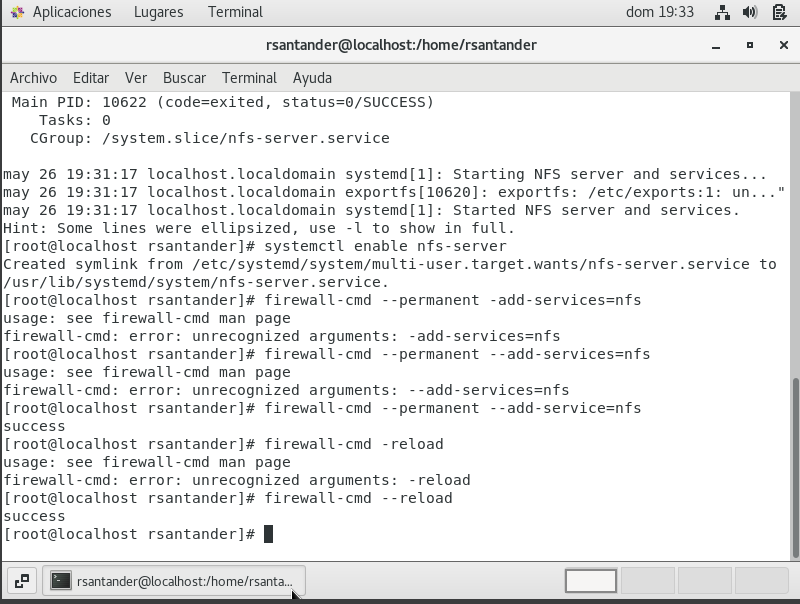 Aplicaciones Lugares Terminal dom 19:33
rsantander@localhost:/home/rsantander
Archivo Editar Ver Buscar Terminal Ayuda
Main PID: 10622 (code=exited, status=0/SUCCESS)
Tasks: 0
CGroup: /system.slice/nfs-server.service
may 26 19:31:17 localhost.localdomain systemd[1]: Starting NFS server and services...
may 26 19:31:17 localhost.localdomain exportfs[10620]: exportfs: /etc/exports:1: un..."
may 26 19:31:17 localhost.localdomain systemd[1]: Started NFS server and services.
Hint: Some lines were ellipsized, use -l to show in full.
[root@localhost rsantander]# systemctl enable nfs-server
Created symlink from /etc/systemd/system/multi-user.target.wants/nfs-server.service to
/usr/lib/systemd/system/nfs-server.service.
[root@localhost rsantander]# firewall-cmd --permanent -add-services=nfs
usage: see firewall-cmd man page
firewall-cmd: error: unrecognized arguments: -add-services=nfs
[root@localhost rsantander]# firewall-cmd --permanent --add-services=nfs
usage: see firewall-cmd man page
firewall-cmd: error: unrecognized arguments: --add-services=nfs
[root@localhost rsantander]# firewall-cmd --permanent --add-service=nfs
success
[root@localhost rsantander]# firewall-cmd -reload
usage: see firewall-cmd man page
firewall-cmd: error: unrecognized arguments: -reload
[root@localhost rsantander]# firewall-cmd --reload
success
[root@localhost rsantander]#
rsantander@localhost:/home/rsanta...